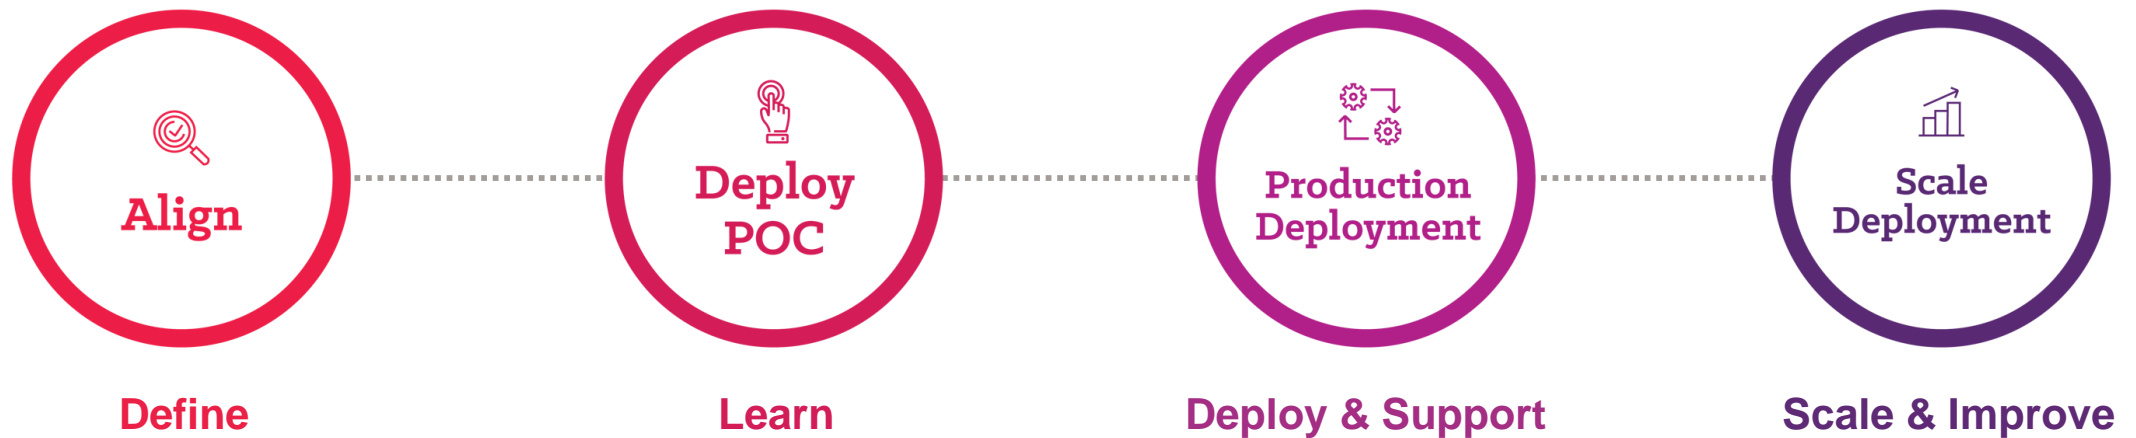 Align
Deploy
POC
Production
Deployment
Scale
Deployment
Define
Learn
Deploy & Support
Scale & Improve